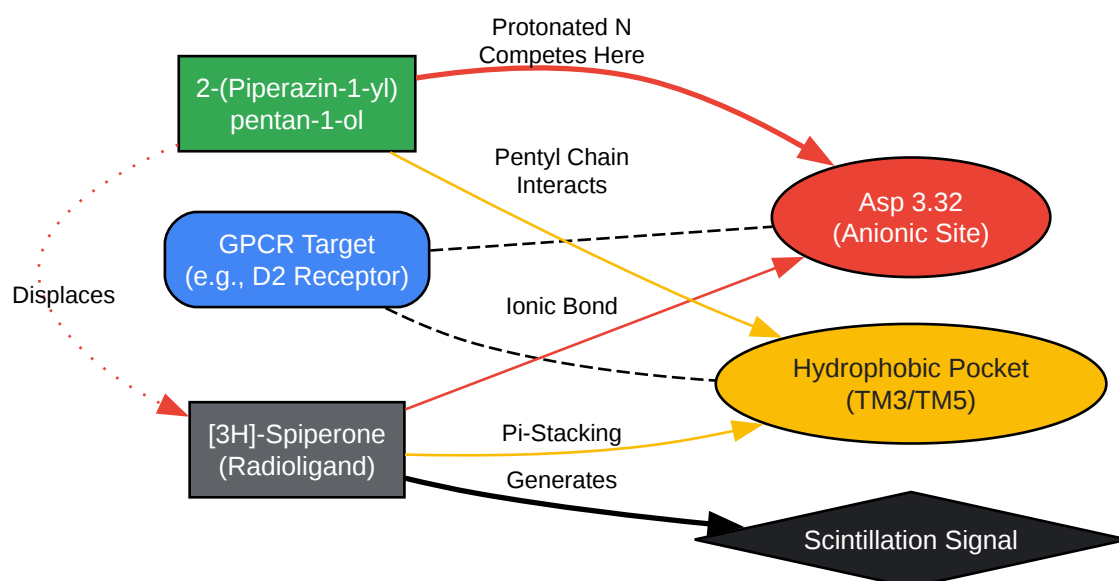 Protonated N
Competes Here
2-(Piperazin-1-yl)
pentan-1-ol
Pentyl Chain
Interacts
Asp 3.32
(Anionic Site)
GPCR Target
(e.g., D2 Receptor)
Displaces
Ionic Bond
Hydrophobic Pocket
(TM3/TM5)
[3H]-Spiperone
(Radioligand)
Pi-Stacking
Generates
Scintillation Signal